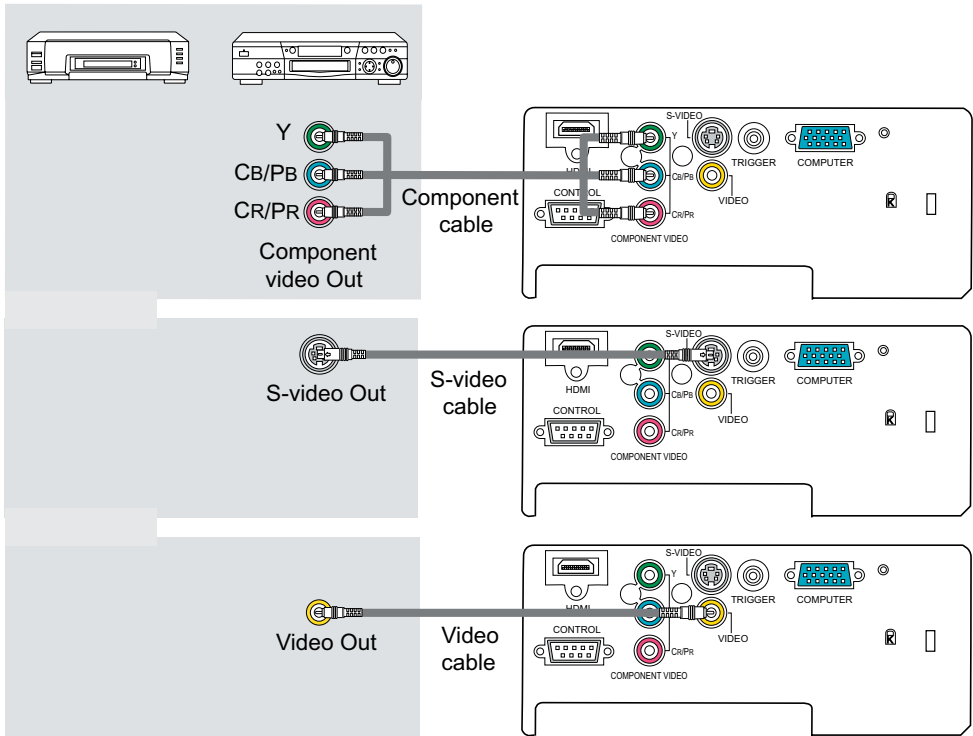 Y
CB/PB
CR/PR
Component
video Out
Component
cable
S-VIDEO
Y
TRIGGER
COMPUTER
HDMI
CB/PB
VIDEO
CONTROL
CR/PR
COMPONENT VIDEO
K
S-video Out
S-video
cable
S-VIDEO
TRIGGER
COMPUTER
HDMI
CB/PB
VIDEO
CONTROL
CR/PR
COMPONENT VIDEO
K
Video Out
Video
cable
S-VIDEO
Y
TRIGGER
COMPUTER
HDMI
VIDEO
CONTROL
CR/PR
COMPONENT VIDEO
K